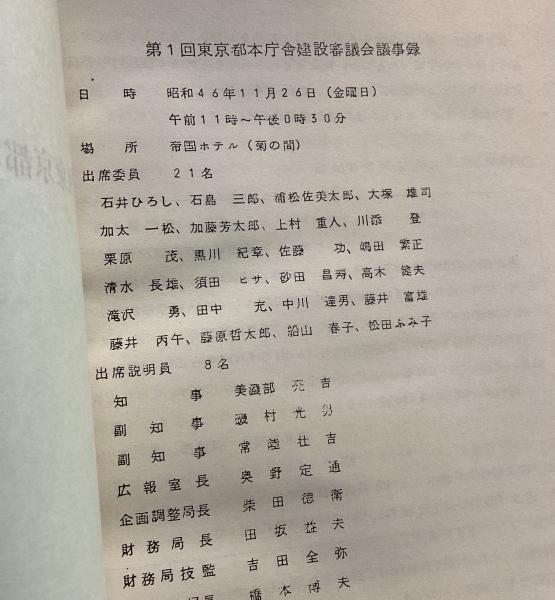 第1回東京都本庁舎建設審議会議事録
日　時　昭和46年11月26日（金曜日）
午前11時～午後0時30分
場　所　帝国ホテル（菊の間）
出席委員　21名
石井ひろし、石島　三郎、浦松佐美太郎、大塚　雄司
加太　一松、加藤芳太郎、上村　重人、川添　登
栗原　茂、黒川　紀章、佐藤　功、嶋田　繁正
清水　長雄、須田　ヒサ、砂田　昌寿、高木　健夫
滝沢　勇、田中　充、中川　達男、藤井　富雄
藤井　丙午、藤原哲太郎、船山　春子、松田ふみ子
出席説明員　8名
知　事　美濃部　亮　吉
副　知　事　磯　村　光　男
副　知　事　常　陸　壮　吉
広　報　室　長　奥　野　定　通
企画調整局長　柴　田　徳　衛
財　務　局　長　田　坂　益　夫
財務局技監　吉　田　全　弥
局長　橋　本　博　夫